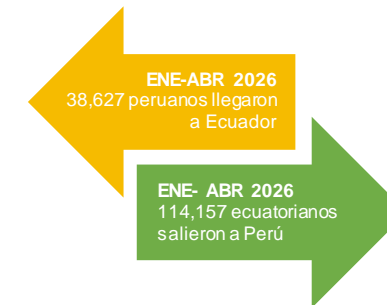 ENE-ABR 2026
38,627 peruanos llegaron
a Ecuador
ENE- ABR 2026
114,157 ecuatorianos
salieron a Perú